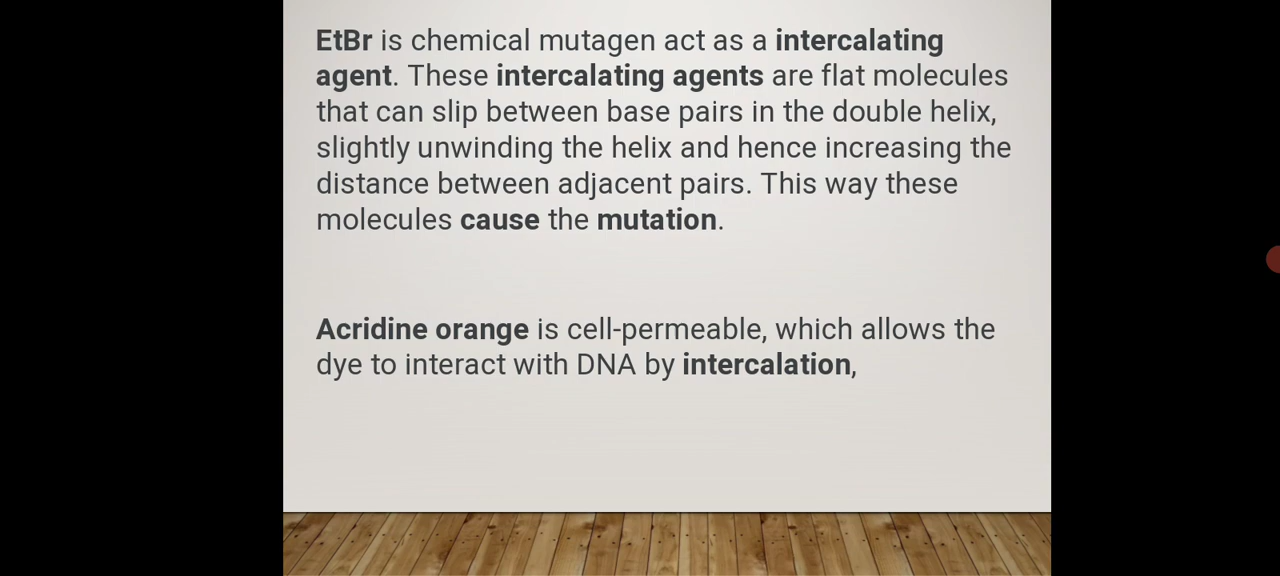 EtBr is chemical mutagen act as a intercalating
agent. These intercalating agents are flat molecules
that can slip between base pairs in the double helix,
slightly unwinding the helix and hence increasing the
distance between adjacent pairs. This way these
molecules cause the mutation.
Acridine orange is cell-permeable, which allows the
dye to interact with DNA by intercalation,